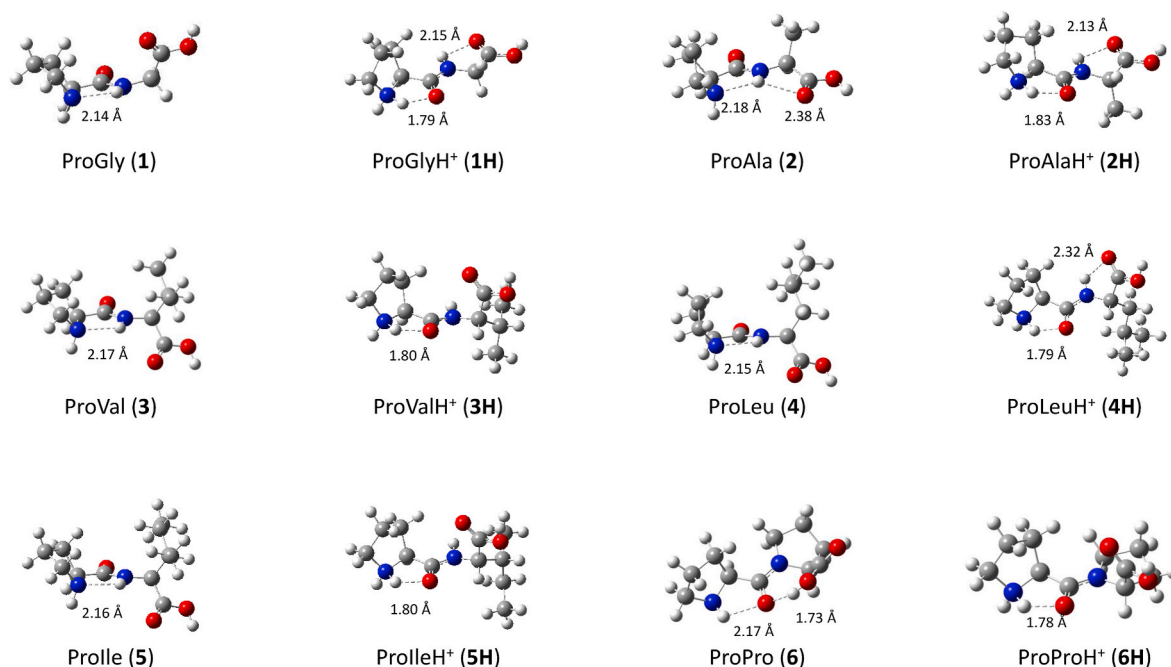 2.15 Å
2.13 Å
2.14 Å
1.79 Å
2.18 Å
2.38 Å
1.83 Å
ProGly (1)
ProGlyH⁺ (1H)
ProAla (2)
ProAlaH⁺ (2H)
2.32 Å
2.17 Å
1.80 Å
2.15 Å
1.79 Å
ProVal (3)
ProValH⁺ (3H)
ProLeu (4)
ProLeuH⁺ (4H)
2.16 Å
1.80 Å
2.17 Å
1.73 Å
1.78 Å
ProIle (5)
ProIleH⁺ (5H)
ProPro (6)
ProProH⁺ (6H)